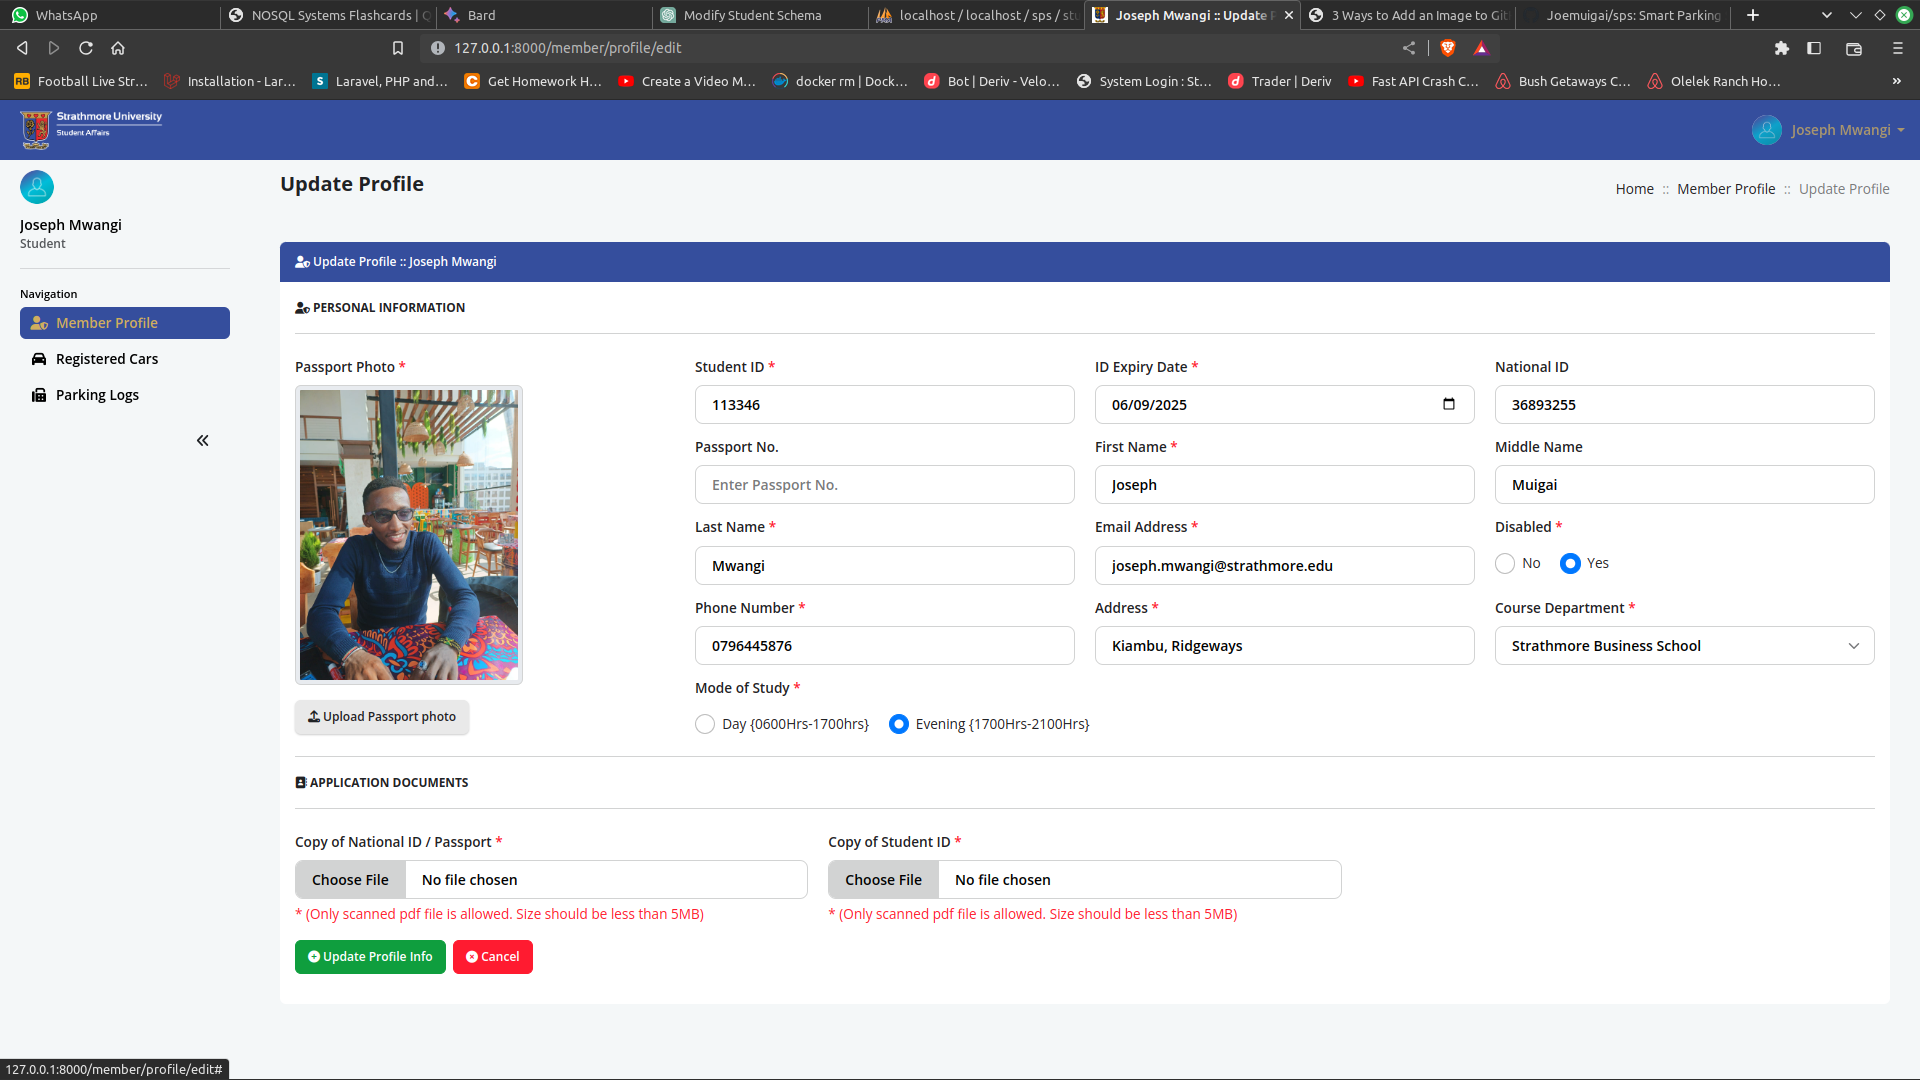 WhatsApp
NOSQL Systems Flashcards | Q
Bard
Modify Student Schema
localhost / localhost / sps / stu
Joseph Mwangi :: Update P
3 Ways to Add an Image to Git
Joemuigai/sps: Smart Parking
127.0.0.1:8000/member/profile/edit
RB Football Live Str...
Installation - Lar...
S Laravel, PHP and...
Get Homework H...
Create a Video M...
docker rm | Dock...
d Bot | Deriv - Velo...
System Login : St...
d Trader | Deriv
Fast API Crash C...
Bush Getaways C...
Olelek Ranch Ho...
»
Strathmore University
Student Affairs
Joseph Mwangi
Joseph Mwangi
Student
Navigation
Member Profile
Registered Cars
Parking Logs
Update Profile
Home :: Member Profile :: Update Profile
Update Profile :: Joseph Mwangi
PERSONAL INFORMATION
Passport Photo *
Upload Passport photo
Student ID *
113346
ID Expiry Date *
06/09/2025
National ID
36893255
Passport No.
Enter Passport No.
First Name *
Joseph
Middle Name
Muigai
Last Name *
Mwangi
Email Address *
joseph.mwangi@strathmore.edu
Disabled *
No Yes
Phone Number *
0796445876
Address *
Kiambu, Ridgeways
Course Department *
Strathmore Business School
Mode of Study *
Day {0600Hrs-1700hrs} Evening {1700Hrs-2100Hrs}
APPLICATION DOCUMENTS
Copy of National ID / Passport *
Choose File No file chosen
* (Only scanned pdf file is allowed. Size should be less than 5MB)
Copy of Student ID *
Choose File No file chosen
* (Only scanned pdf file is allowed. Size should be less than 5MB)
Update Profile Info
Cancel
127.0.0.1:8000/member/profile/edit#